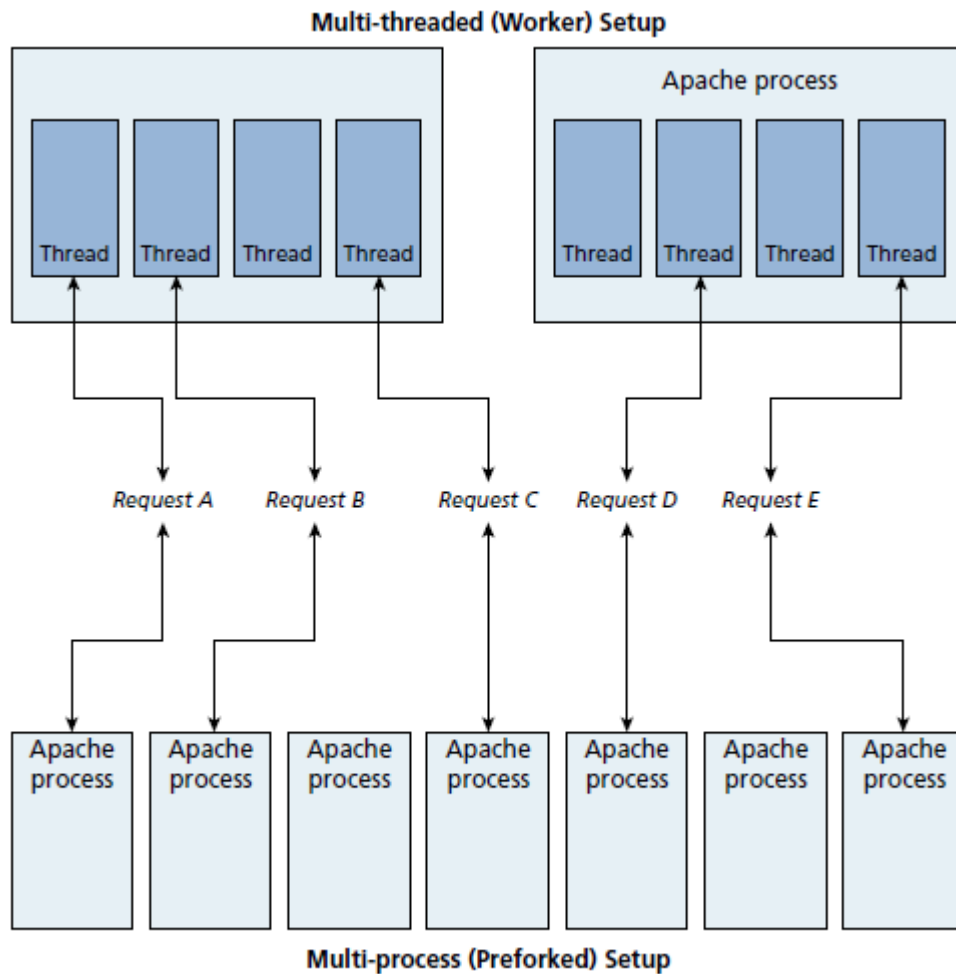 Multi-threaded (Worker) Setup
Apache process
Thread
Thread
Thread
Thread
Thread
Thread
Thread
Thread
Request A
Request B
Request C
Request D
Request E
Apache
process
Apache
process
Apache
process
Apache
process
Apache
process
Apache
process
Apache
process
Multi-process (Preforked) Setup